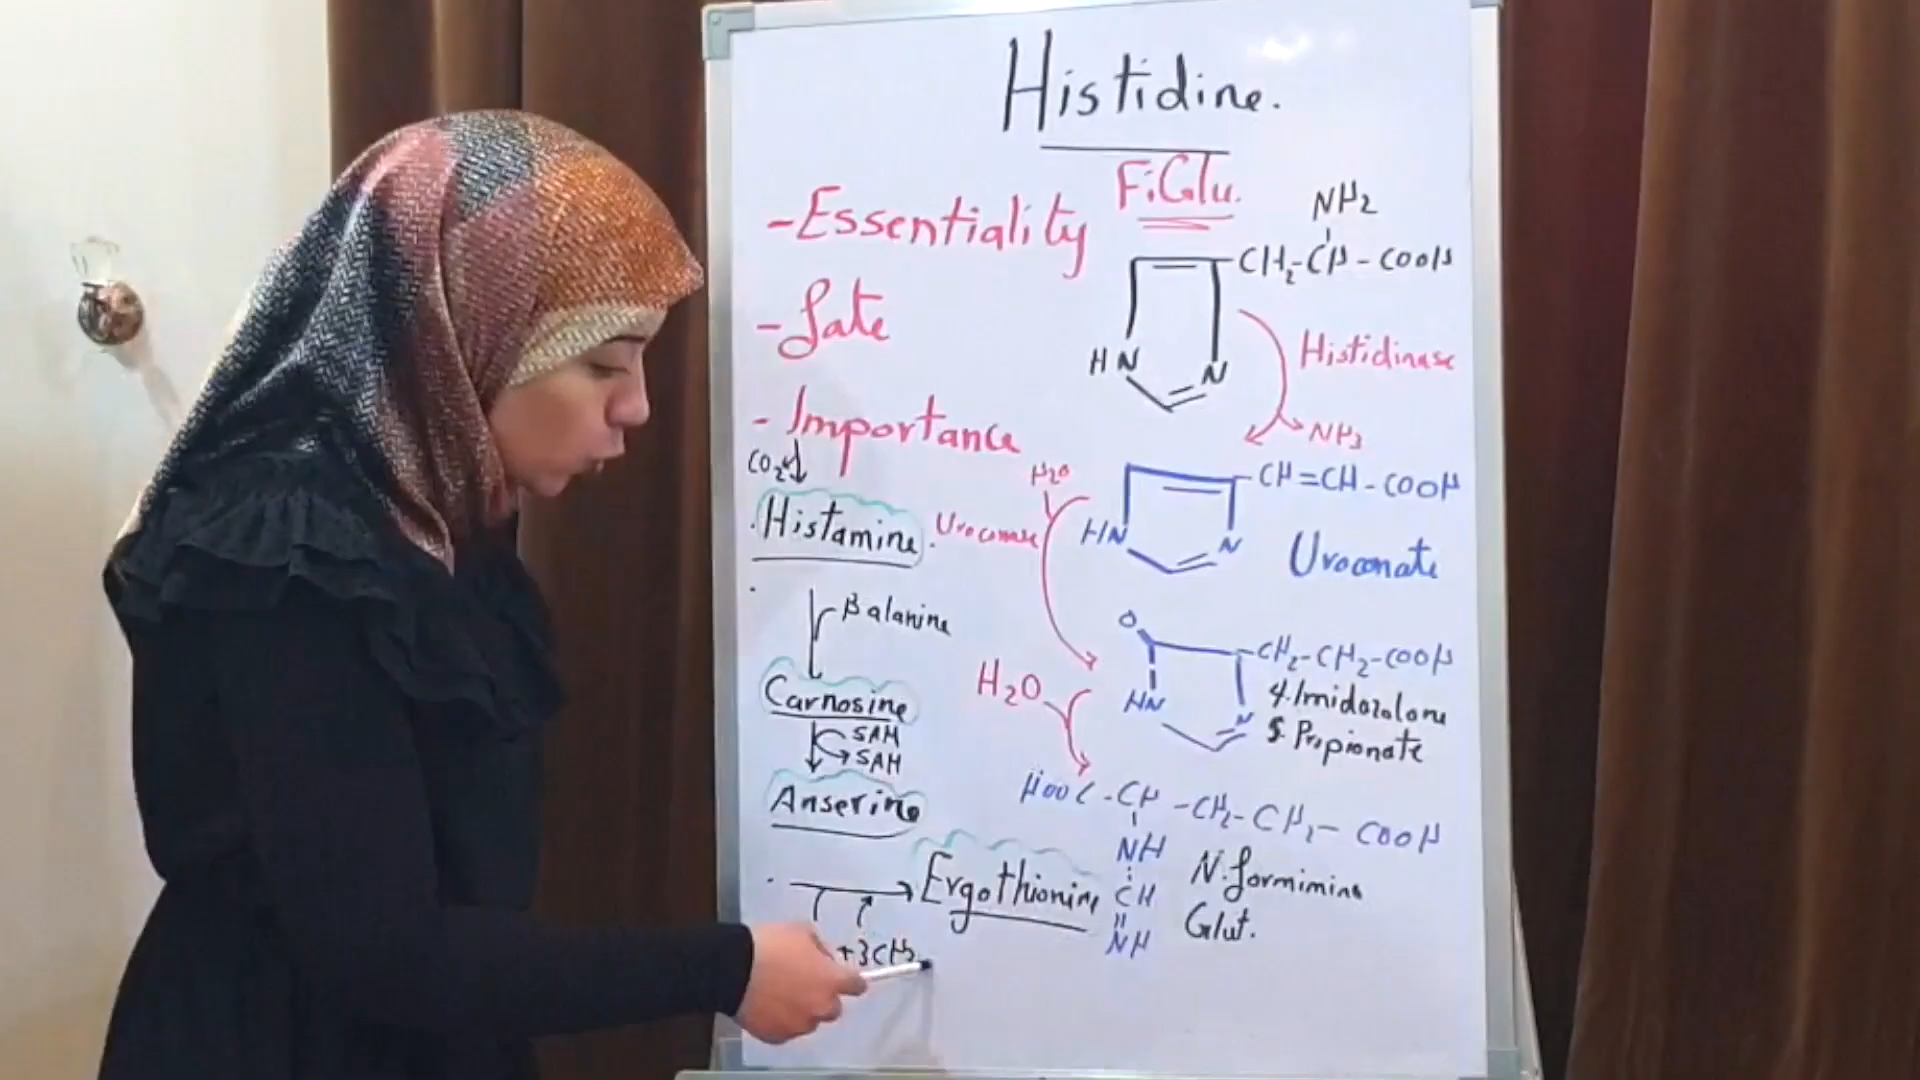 Histidine.
FiGlu.
- Essentiality
- fate
- Importance
CO2
. Histamine.
β alanine
Carnosine
SAM
SAH
Anserine
Ergothionine
+3CH3
NH2
CH2-CH-COOH
HN N
Histidinase
NH3
CH=CH-COOH
HN N
Uroconate
H2O
O
CH2-CH2-COOH
HN N
4.Imidazolone
5. Propionate
H2O
HOOC-CH-CH2-CH2-COOH
NH
CH
NH
N.formimino
Glut.